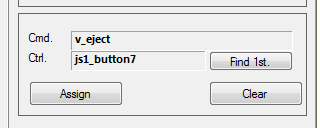 Cmd. v_eject
Ctrl. js1_button7 Find 1st.
Assign Clear